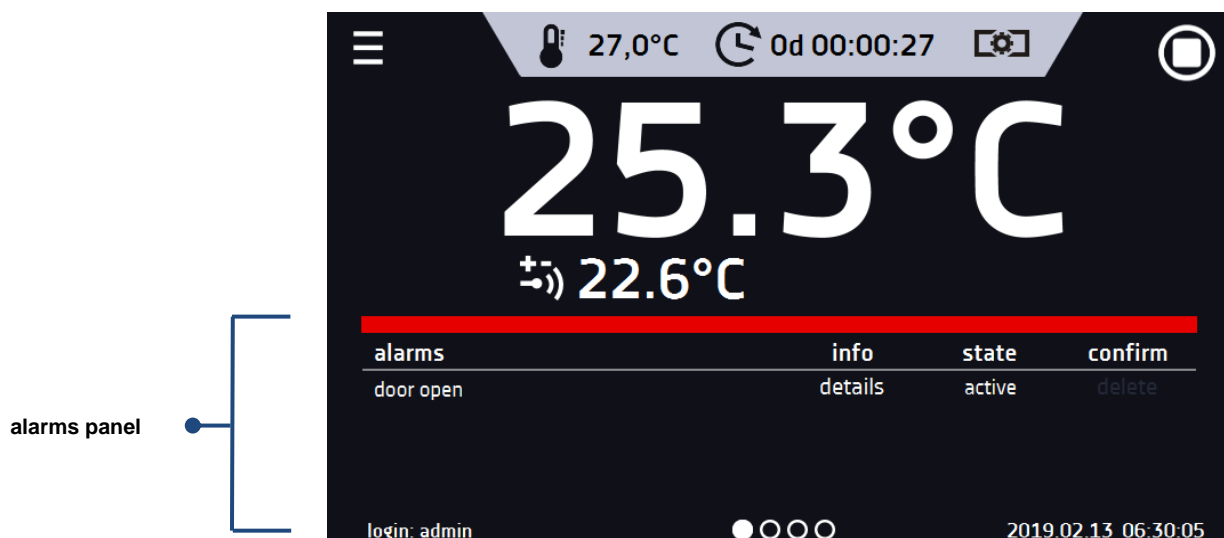 27,0°C 0d 00:00:27
25.3°C
22.6°C
alarms info state confirm
door open details active delete
alarms panel
login: admin 2019.02.13 06:30:05